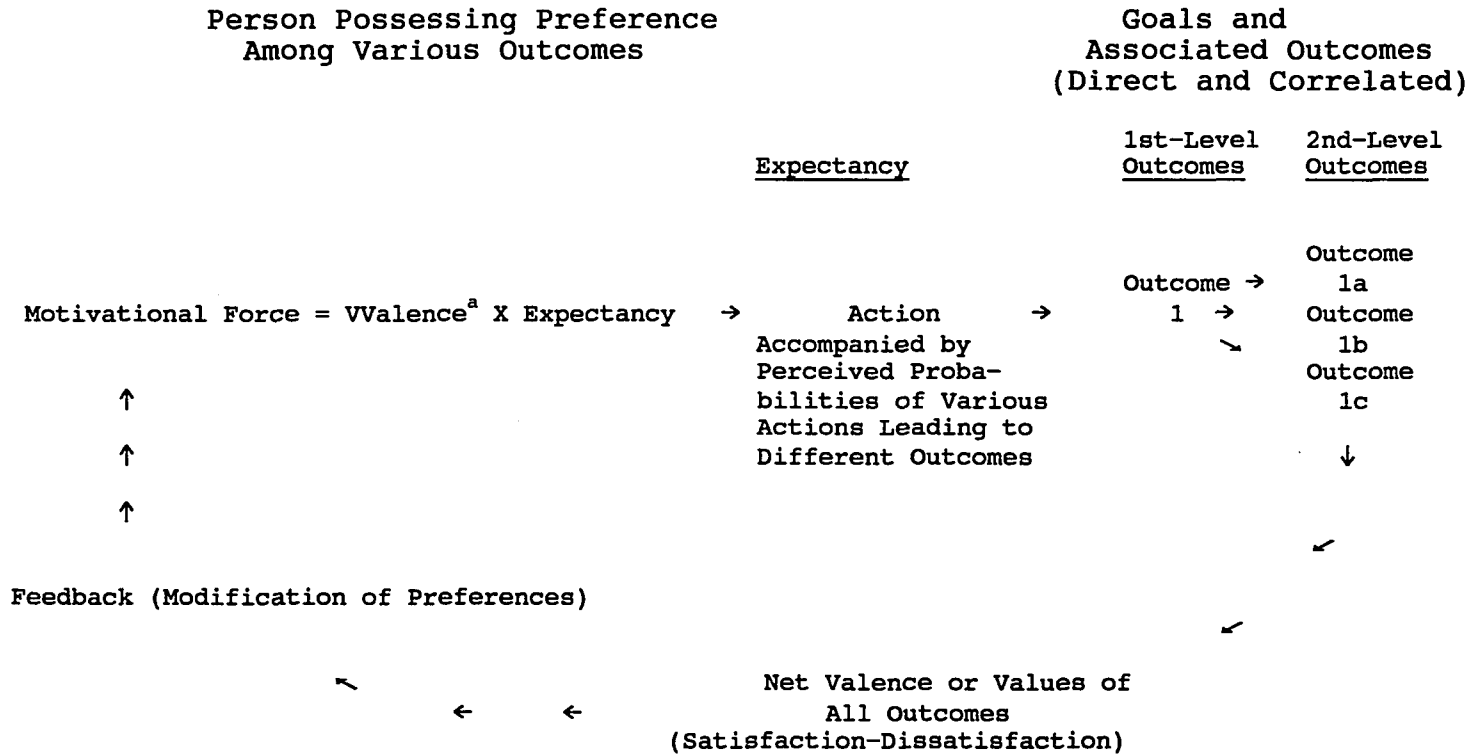 Person Possessing Preference
Among Various Outcomes
Goals and
Associated Outcomes
(Direct and Correlated)
Expectancy
1st-Level
Outcomes
2nd-Level
Outcomes
Motivational Force = VValenceᵃ X Expectancy →
Action →
Accompanied by
Perceived Proba-
bilities of Various
Actions Leading to
Different Outcomes
Outcome →
1 →
↘
Outcome
1a
Outcome
1b
Outcome
1c
↓
↙
↙
Net Valence or Values of
All Outcomes
(Satisfaction-Dissatisfaction)
← ←
↖
Feedback (Modification of Preferences)
↑
↑
↑